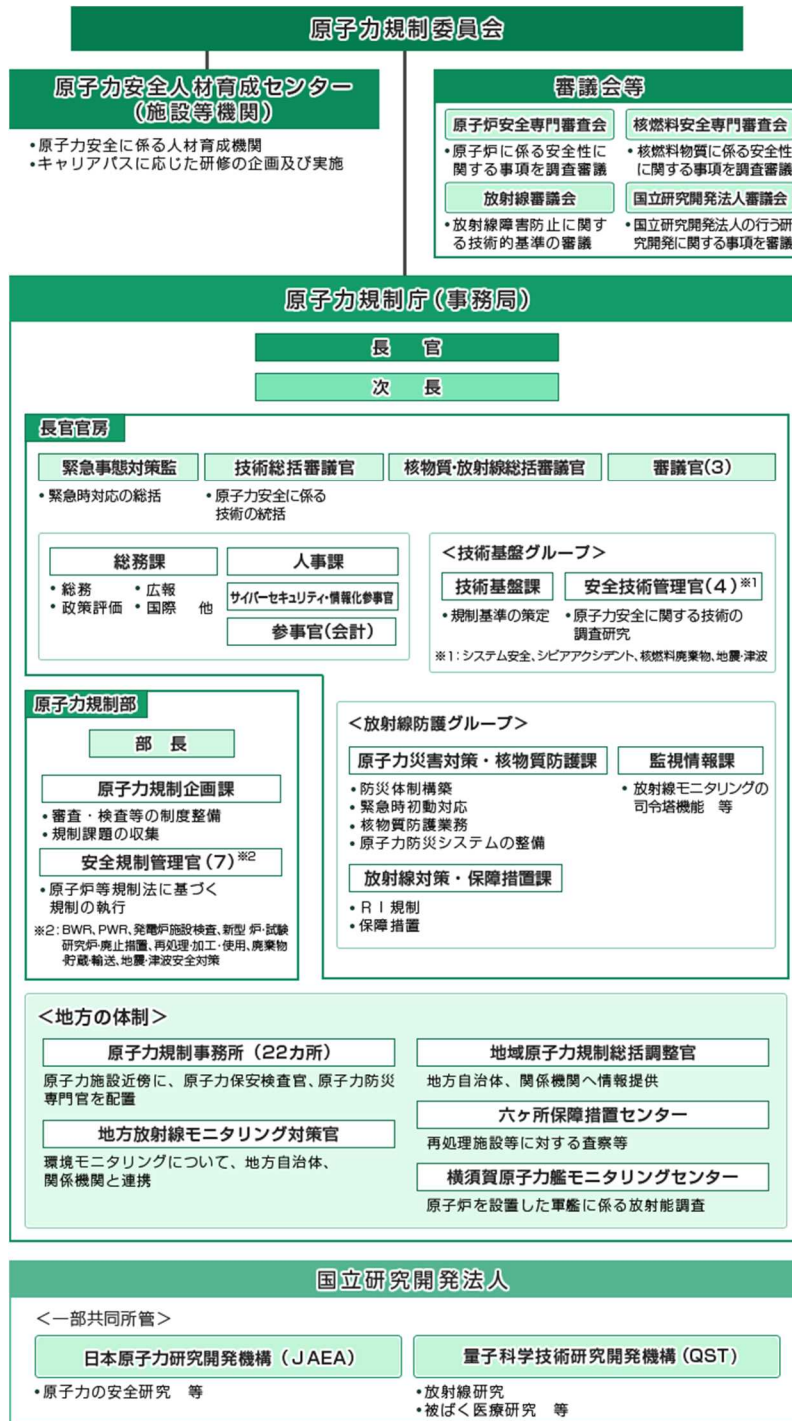 原子力規制委員会
原子力安全人材育成センター
(施設等機関)
・原子力安全に係る人材育成機関
・キャリアパスに応じた研修の企画及び実施
審議会等
原子炉安全専門審査会
・原子炉に係る安全性に
関する事項を調査審議
核燃料安全専門審査会
・核燃料物質に係る安全性
に関する事項を調査審議
放射線審議会
・放射線障害防止に関す
る技術的基準の審議
国立研究開発法人審議会
・国立研究開発法人の行う研
究開発に関する事項を審議
原子力規制庁(事務局)
長 官
次 長
長官官房
緊急事態対策監
・緊急時対応の総括
技術総括審議官
・原子力安全に係る
技術の統括
核物質・放射線総括審議官
審議官(3)
総務課
・総務 ・広報
・政策評価 ・国際 他
人事課
サイバーセキュリティ・情報化参事官
参事官(会計)
<技術基盤グループ>
技術基盤課
・規制基準の策定
安全技術管理官(4)※1
・原子力安全に関する技術の
調査研究
※1:システム安全、シビアアクシデント、核燃料廃棄物、地震・津波
原子力規制部
部 長
原子力規制企画課
・審査・検査等の制度整備
・規制課題の収集
安全規制管理官(7)※2
・原子炉等規制法に基づく
規制の執行
※2:BWR、PWR、発電炉施設検査、新型 炉・試験
研究炉・廃止措置、再処理・加工・使用、廃棄物
・貯蔵・輸送、地震・津波安全対策
<放射線防護グループ>
原子力災害対策・核物質防護課
・防災体制構築
・緊急時初動対応
・核物質防護業務
・原子力防災システムの整備
監視情報課
・放射線モニタリングの
司令塔機能 等
放射線対策・保障措置課
・RI規制
・保障措置
<地方の体制>
原子力規制事務所(22カ所)
原子力施設近傍に、原子力保安検査官、原子力防災
専門官を配置
地方放射線モニタリング対策官
環境モニタリングについて、地方自治体、
関係機関と連携
地域原子力規制総括調整官
地方自治体、関係機関へ情報提供
六ヶ所保障措置センター
再処理施設等に対する査察等
横須賀原子力艦モニタリングセンター
原子炉を設置した軍艦に係る放射能調査
国立研究開発法人
<一部共同所管>
日本原子力研究開発機構(JAEA)
・原子力の安全研究 等
量子科学技術研究開発機構(QST)
・放射線研究
・被ばく医療研究 等